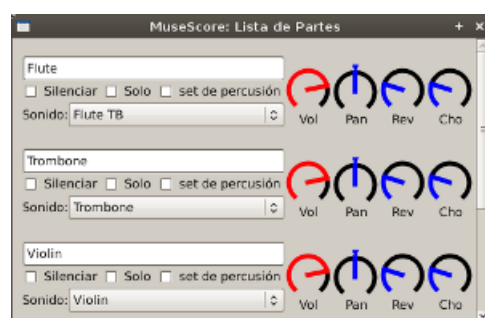 MuseScore: Lista de Partes
Flute
Silenciar Solo set de percusión
Sonido: Flute TB
Vol Pan Rev Cho
Trombone
Silenciar Solo set de percusión
Sonido: Trombone
Vol Pan Rev Cho
Violin
Silenciar Solo set de percusión
Sonido: Violin
Vol Pan Rev Cho